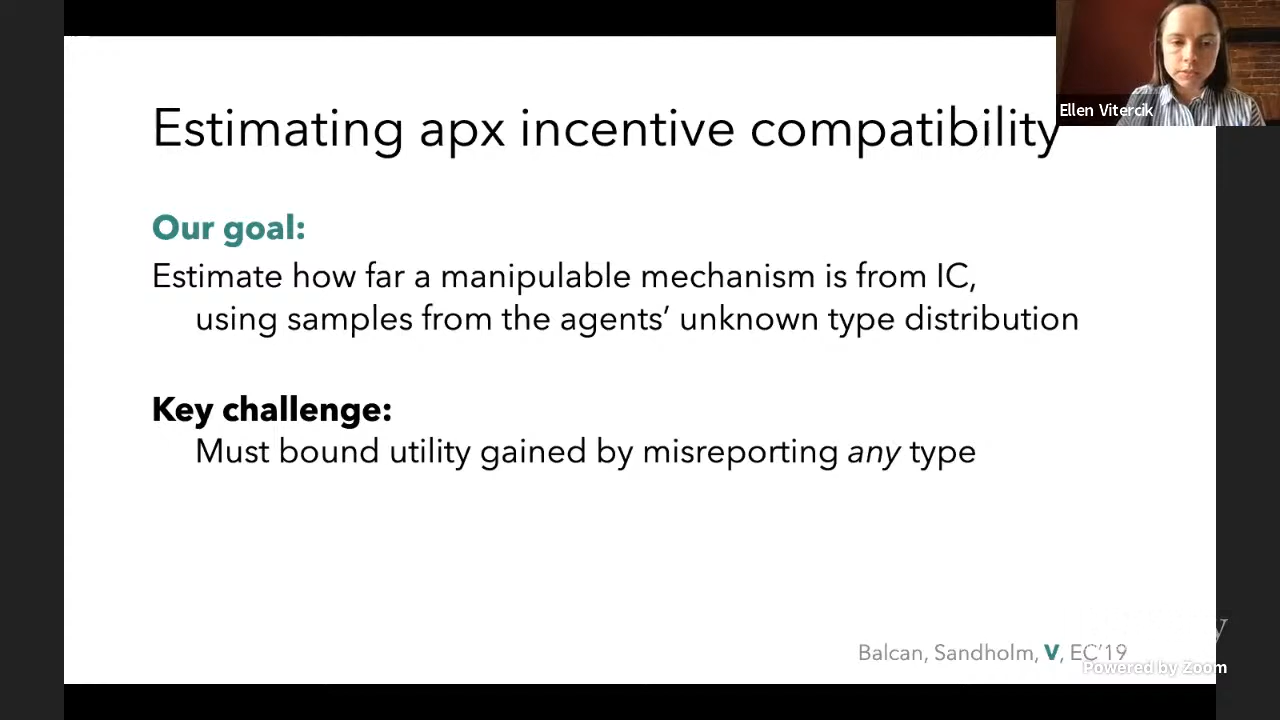 Estimating apx incentive compatibility
Ellen Vitercik
Our goal:
Estimate how far a manipulable mechanism is from IC,
using samples from the agents’ unknown type distribution
Key challenge:
Must bound utility gained by misreporting any type
Balcan, Sandholm, V, EC’19
Powered by Zoom